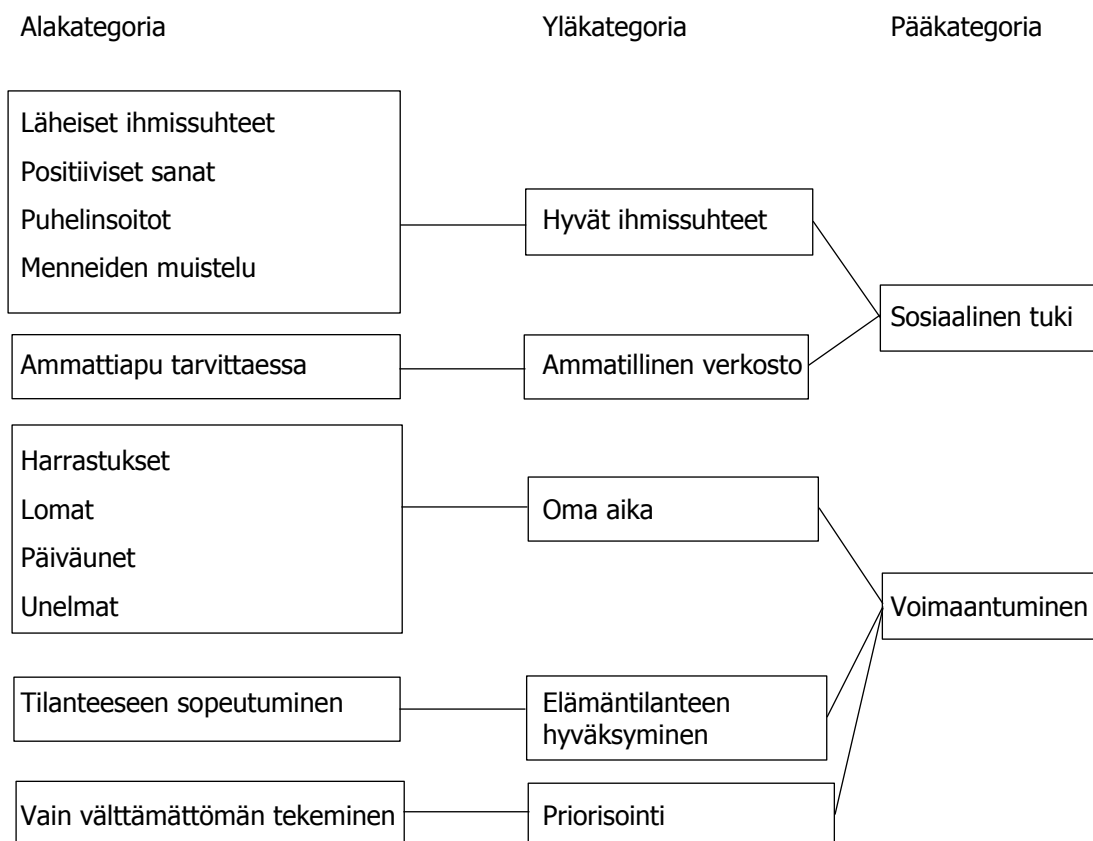 Alakategoria
Yläkategoria
Pääkategoria
Läheiset ihmissuhteet
Positiiviset sanat
Puhelinsoitot
Menneiden muistelu
Hyvät ihmissuhteet
Sosiaalinen tuki
Ammattiapu tarvittaessa
Ammatillinen verkosto
Harrastukset
Lomat
Päiväunet
Unelmat
Oma aika
Voimaantuminen
Tilanteeseen sopeutuminen
Elämäntilanteen
hyväksyminen
Vain välttämättömän tekeminen
Priorisointi